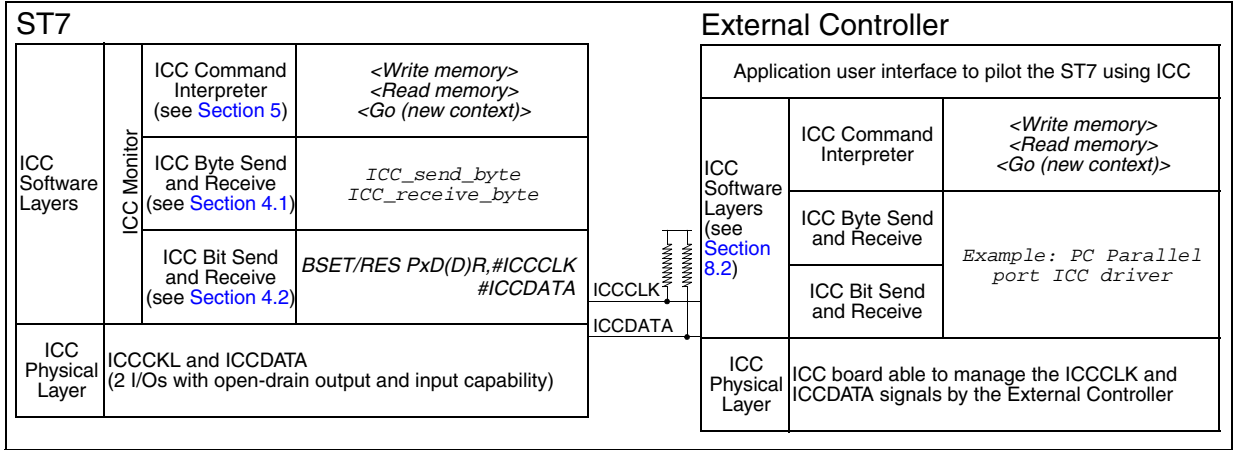 ST7
ICC
Software
Layers
ICC Monitor
ICC Command
Interpreter
(see Section 5)
<Write memory>
<Read memory>
<Go (new context)>
ICC Byte Send
and Receive
(see Section 4.1)
ICC_send_byte
ICC_receive_byte
ICC Bit Send
and Receive
(see Section 4.2)
BSET/RES PxD(D)R,#ICCCLK
#ICCDATA
ICC
Physical
Layer
ICCCKL and ICCDATA
(2 I/Os with open-drain output and input capability)
ICCCLK
ICCDATA
External Controller
Application user interface to pilot the ST7 using ICC
ICC
Software
Layers
(see
Section
8.2)
ICC Command
Interpreter
<Write memory>
<Read memory>
<Go (new context)>
ICC Byte Send
and Receive
ICC Bit Send
and Receive
Example: PC Parallel
port ICC driver
ICC
Physical
Layer
ICC board able to manage the ICCCLK and
ICCDATA signals by the External Controller